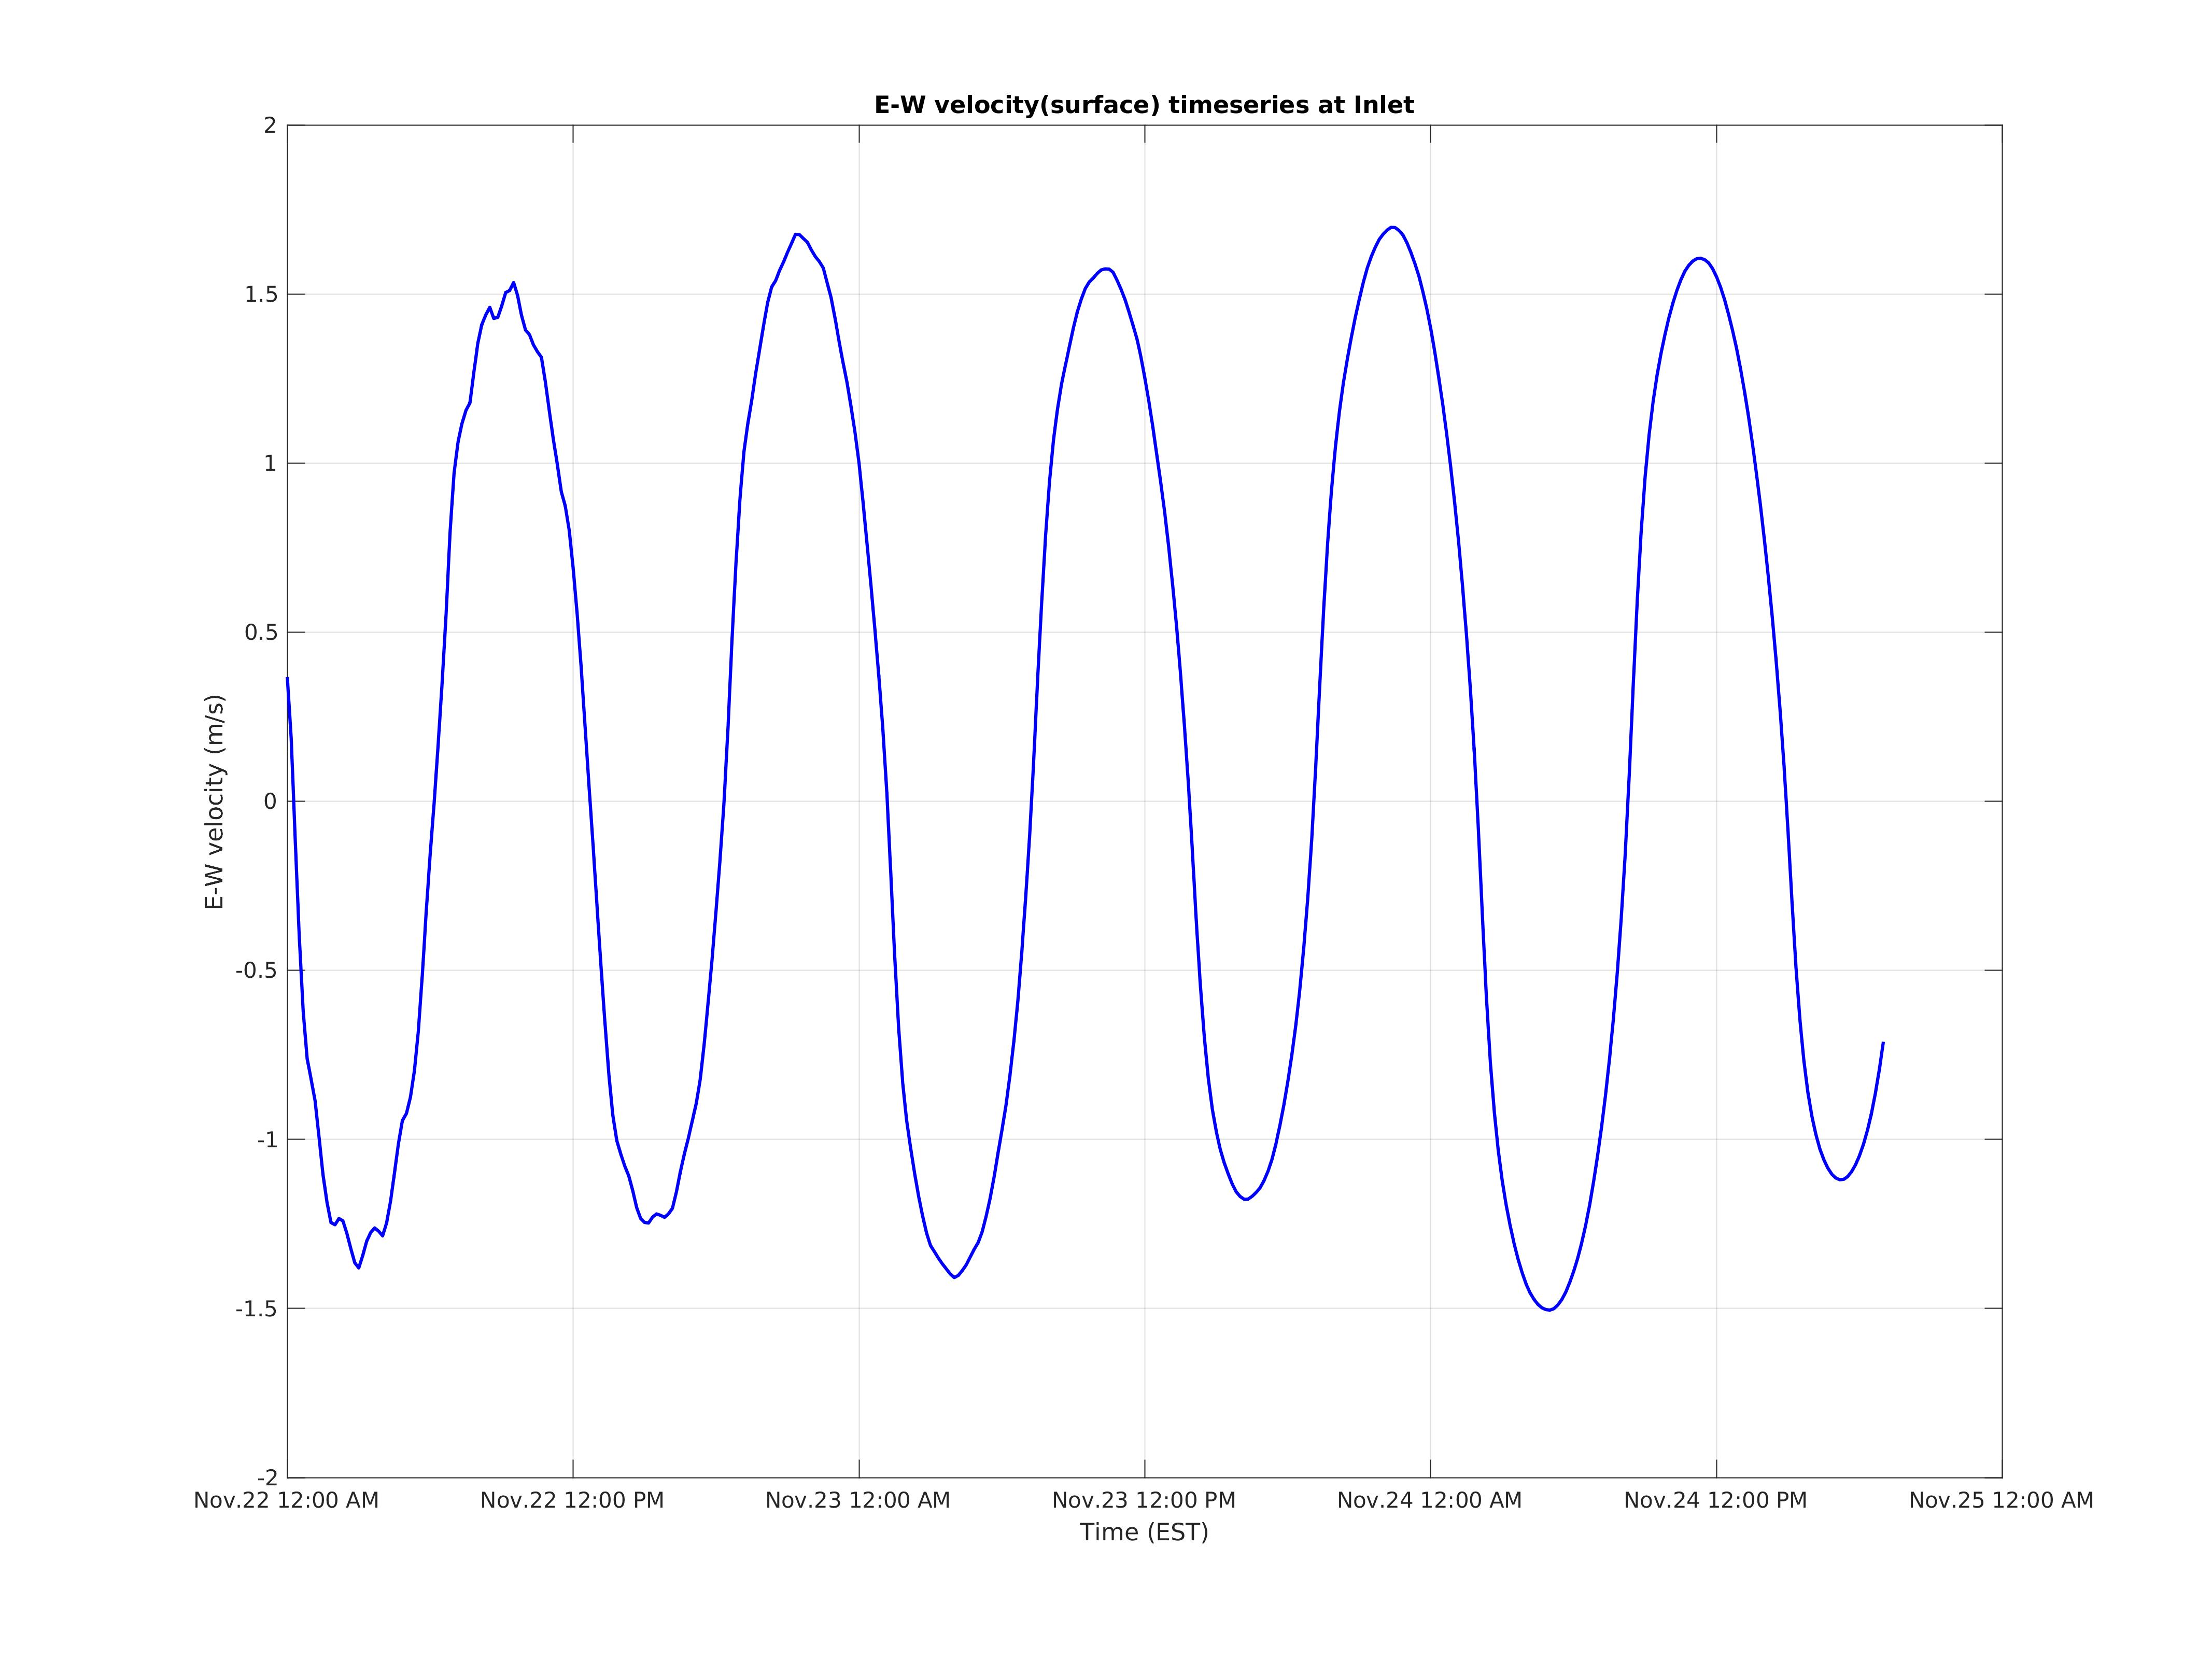 E-W velocity(surface) timeseries at Inlet
2
1.5
1
0.5
0
-0.5
-1
-1.5
-2
E-W velocity (m/s)
Nov.22 12:00 AM
Nov.22 12:00 PM
Nov.23 12:00 AM
Nov.23 12:00 PM
Nov.24 12:00 AM
Nov.24 12:00 PM
Nov.25 12:00 AM
Time (EST)